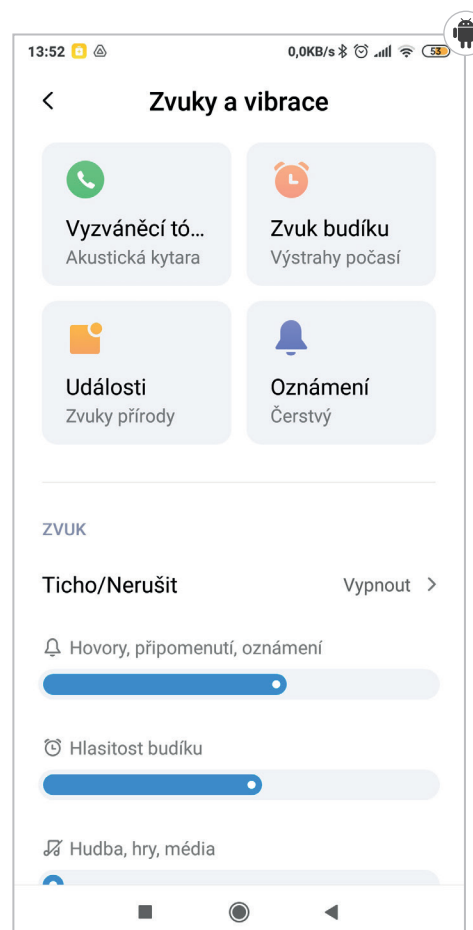 13:52 0,0KB/s 53
Zvuky a vibrace
Vyzváněcí tó...
Akustická kytara
Zvuk budíku
Výstrahy počasí
Události
Zvuky přírody
Oznámení
Čerstvý
ZVUK
Ticho/Nerušit Vypnout
Hovory, připomenutí, oznámení
Hlasitost budíku
Hudba, hry, média